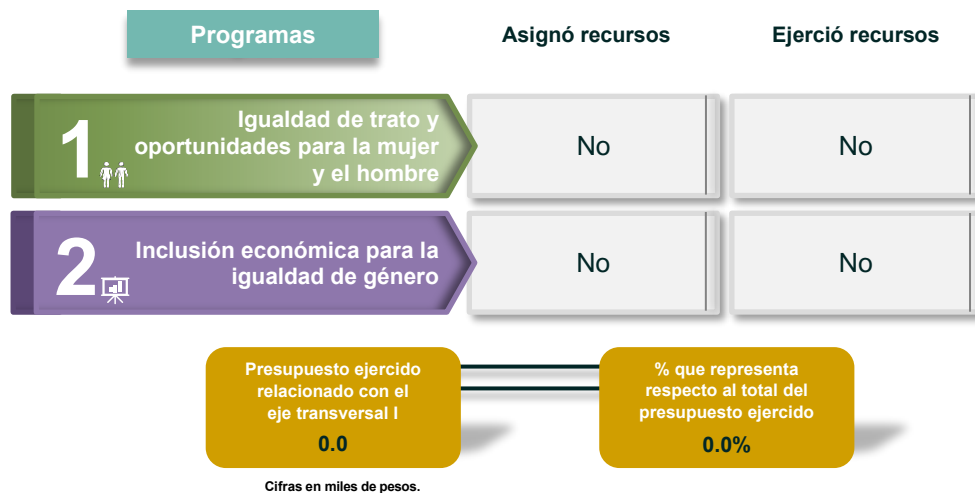 Programas
Asignó recursos
Ejerció recursos
1
Igualdad de trato y
oportunidades para la mujer
y el hombre
No
No
2
Inclusión económica para la
igualdad de género
No
No
Presupuesto ejercido
relacionado con el
eje transversal I
0.0
% que representa
respecto al total del
presupuesto ejercido
0.0%
Cifras en miles de pesos.